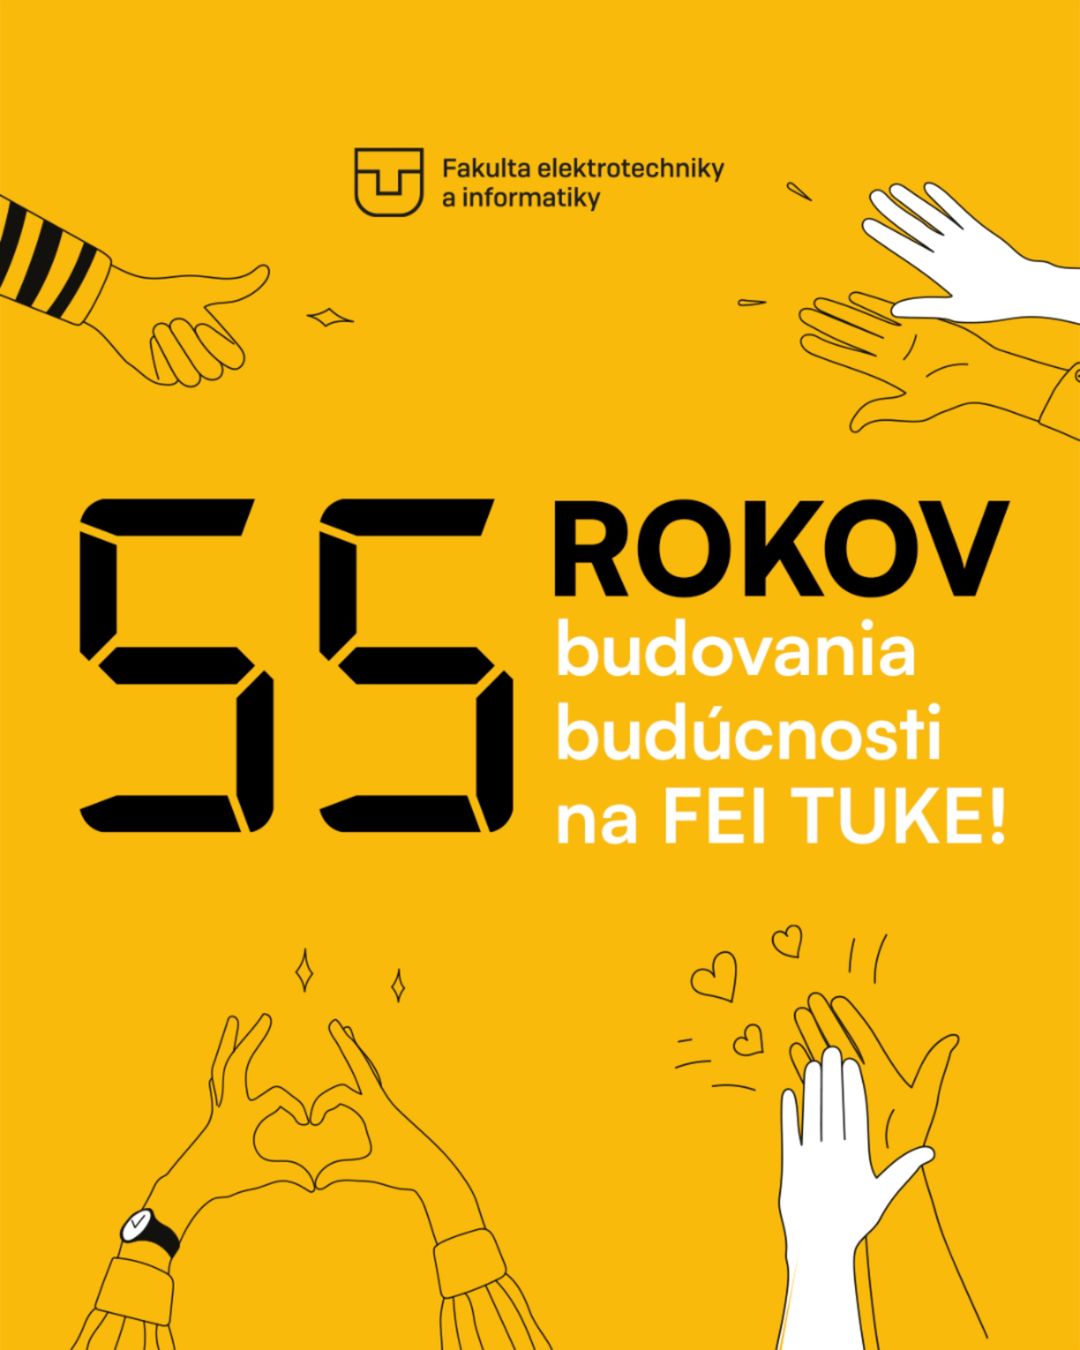 Fakulta elektrotechniky
a informatiky
55 ROKOV
budovania
budúcnosti
na FEI TUKE!